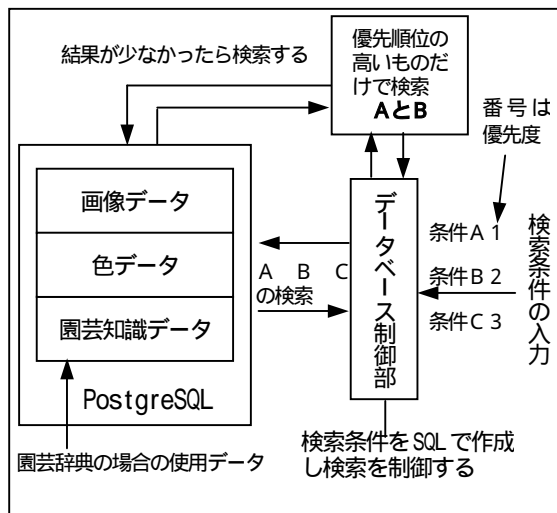 結果が少なかったら検索する
優先順位の
高いものだ
けで検索
AとB
番号は
優先度
画像データ
色データ
園芸知識データ
PostgreSQL
A B C
の検索
データベース制御部
条件A 1
条件B 2
条件C 3
検索条件の入力
園芸辞典の場合の使用データ
検索条件をSQLで作成
し検索を制御する